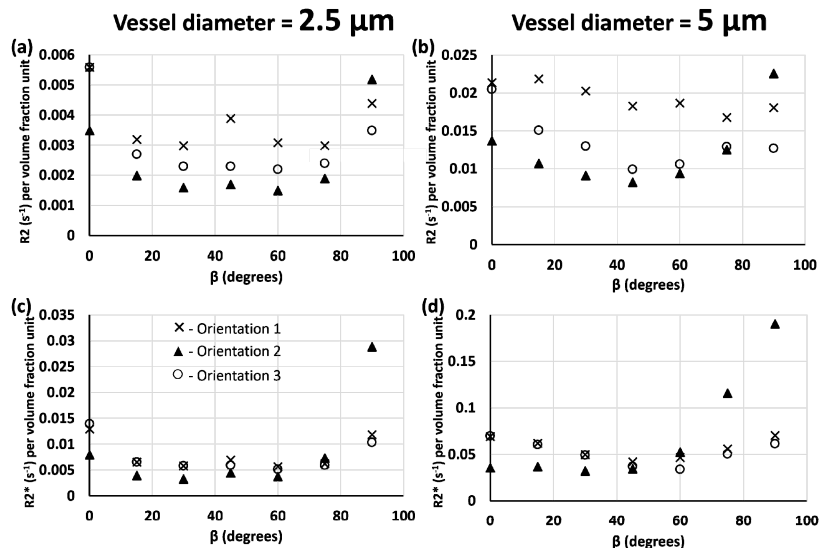 Vessel diameter = 2.5 µm
Vessel diameter = 5 µm
(a)
R2 (s⁻¹) per volume fraction unit
0.006
0.005
0.004
0.003
0.002
0.001
0
0 20 40 60 80 100
β (degrees)
(b)
R2 (s⁻¹) per volume fraction unit
0.025
0.02
0.015
0.01
0.005
0
0 20 40 60 80 100
β (degrees)
(c)
R2* (s⁻¹) per volume fraction unit
0.035
0.03
0.025
0.02
0.015
0.01
0.005
0
- Orientation 1
- Orientation 2
- Orientation 3
0 20 40 60 80 100
β (degrees)
(d)
R2* (s⁻¹) per volume fraction unit
0.2
0.15
0.1
0.05
0
0 20 40 60 80 100
β (degrees)